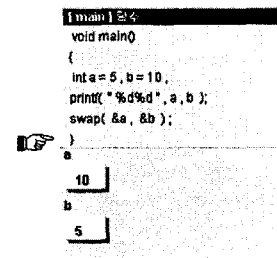 [ main ] 함수
void main()
{
int a = 5 , b = 10 ,
printf( " %d%d " , a , b );
swap( &a , &b ) ;
}
a
10
b
5